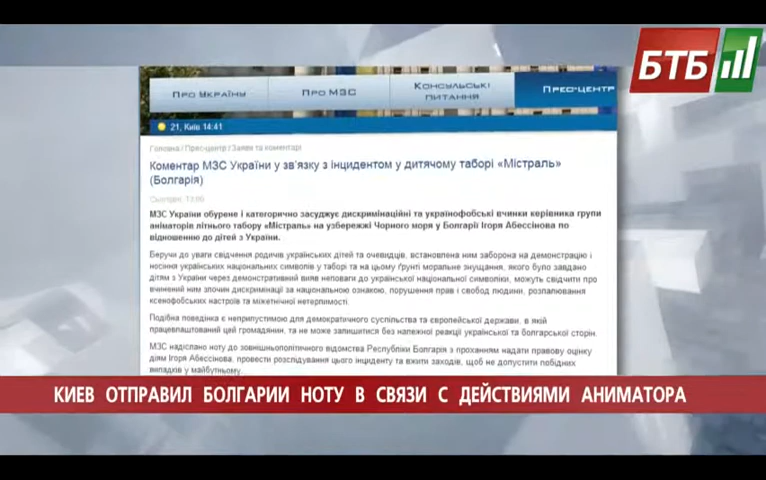 БТБ
Про Україну
Про МЗС
Консульські
питання
Прес-центр
21, Київ 14:41
Головна / Прес-центр / Заяви та коментарі
Коментар МЗС України у зв'язку з інцидентом у дитячому таборі «Містраль»
(Болгарія)
Сьогодні, 13:00
МЗС України обурене і категорично засуджує дискримінаційні та українофобські вчинки керівника групи
аніматорів літнього табору «Містраль» на узбережжі Чорного моря у Болгарії Ігоря Абессінова по
відношенню до дітей з України.
Беручи до уваги свідчення родичів українських дітей та очевидців, встановлена ним заборона на демонстрацію і
носіння українських національних символів у таборі та на цьому ґрунті моральне знущання, якого було завдано
дітям з України через демонстративний вияв неповаги до української національної символіки, можуть свідчити про
вчинений ним злочин дискримінації за національною ознакою, порушення прав і свобод людини, розпалювання
ксенофобських настроїв та міжетнічної нетерпимості.
Подібна поведінка є неприпустимою для демократичного суспільства та європейської держави, в якій
працевлаштований цей громадянин, та не може залишитися без належної реакції української та болгарської сторін.
МЗС надіслано ноту до зовнішньополітичного відомства Республіки Болгарія з проханням надати правову оцінку
діям Ігоря Абессінова, провести розслідування цього інциденту та вжити заходів, щоб не допустити подібних
випадків у майбутньому.
КИЕВ ОТПРАВИЛ БОЛГАРИИ НОТУ В СВЯЗИ С ДЕЙСТВИЯМИ АНИМАТОРА